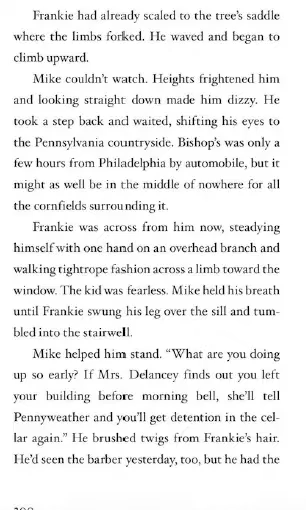 Frankie had already scaled to the tree's saddle
where the limbs forked. He waved and began to
climb upward.
Mike couldn't watch. Heights frightened him
and looking straight down made him dizzy. He
took a step back and waited, shifting his eyes to
the Pennsylvania countryside. Bishop's was only a
few hours from Philadelphia by automobile, but it
might as well be in the middle of nowhere for all
the cornfields surrounding it.
Frankie was across from him now, steadying
himself with one hand on an overhead branch and
walking tightrope fashion across a limb toward the
window. The kid was fearless. Mike held his breath
until Frankie swung his leg over the sill and tum-
bled into the stairwell.
Mike helped him stand. “What are you doing
up so early? If Mrs. Delancey finds out you left
your building before morning bell, she'll tell
Pennyweather and you'll get detention in the cel-
lar again.” He brushed twigs from Frankie's hair.
He'd seen the barber yesterday, too, but he had the